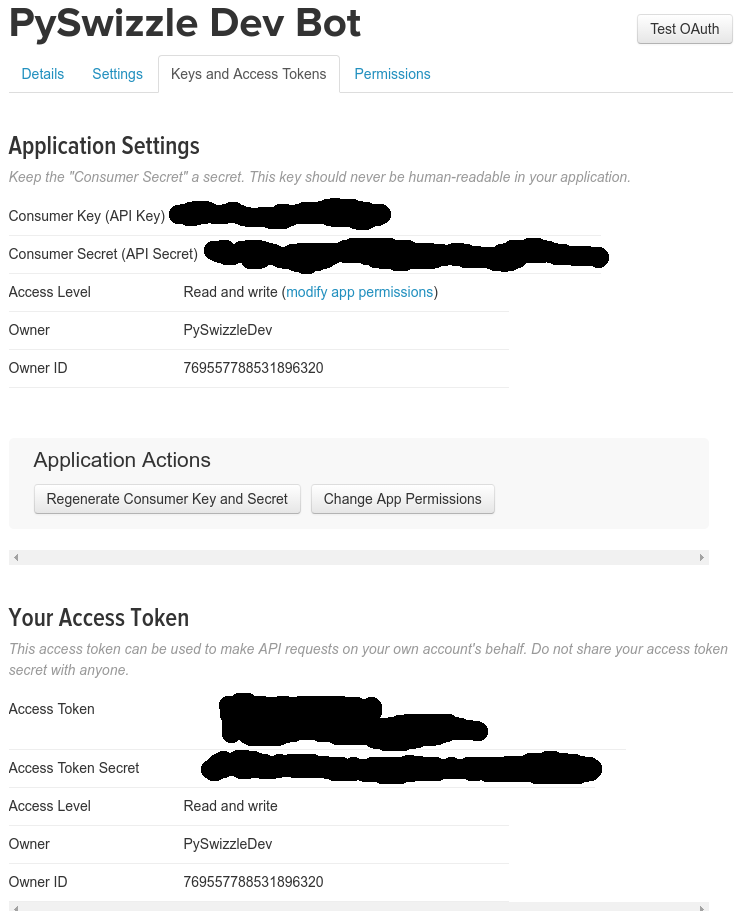 PySwizzle Dev Bot
Test OAuth
Details Settings Keys and Access Tokens Permissions
Application Settings
Keep the "Consumer Secret" a secret. This key should never be human-readable in your application.
Consumer Key (API Key)
Consumer Secret (API Secret)
Access Level Read and write (modify app permissions)
Owner PySwizzleDev
Owner ID 769557788531896320
Application Actions
Regenerate Consumer Key and Secret Change App Permissions
Your Access Token
This access token can be used to make API requests on your own account's behalf. Do not share your access token
secret with anyone.
Access Token
Access Token Secret
Access Level Read and write
Owner PySwizzleDev
Owner ID 769557788531896320